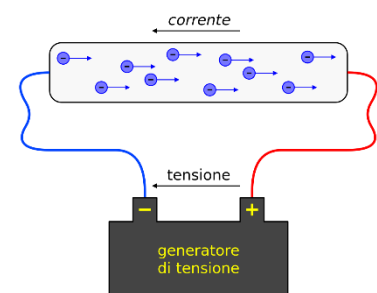 corrente
tensione
− +
generatore
di tensione